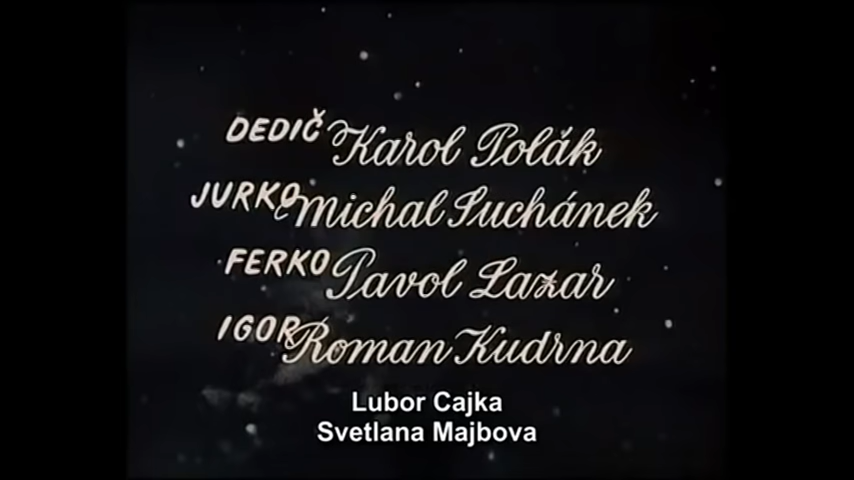 DEDIČ Karol Polák
JURKO Michal Suchánek
FERKO Pavol Lazar
IGOR Roman Kudrna
Lubor Cajka
Svetlana Majbova